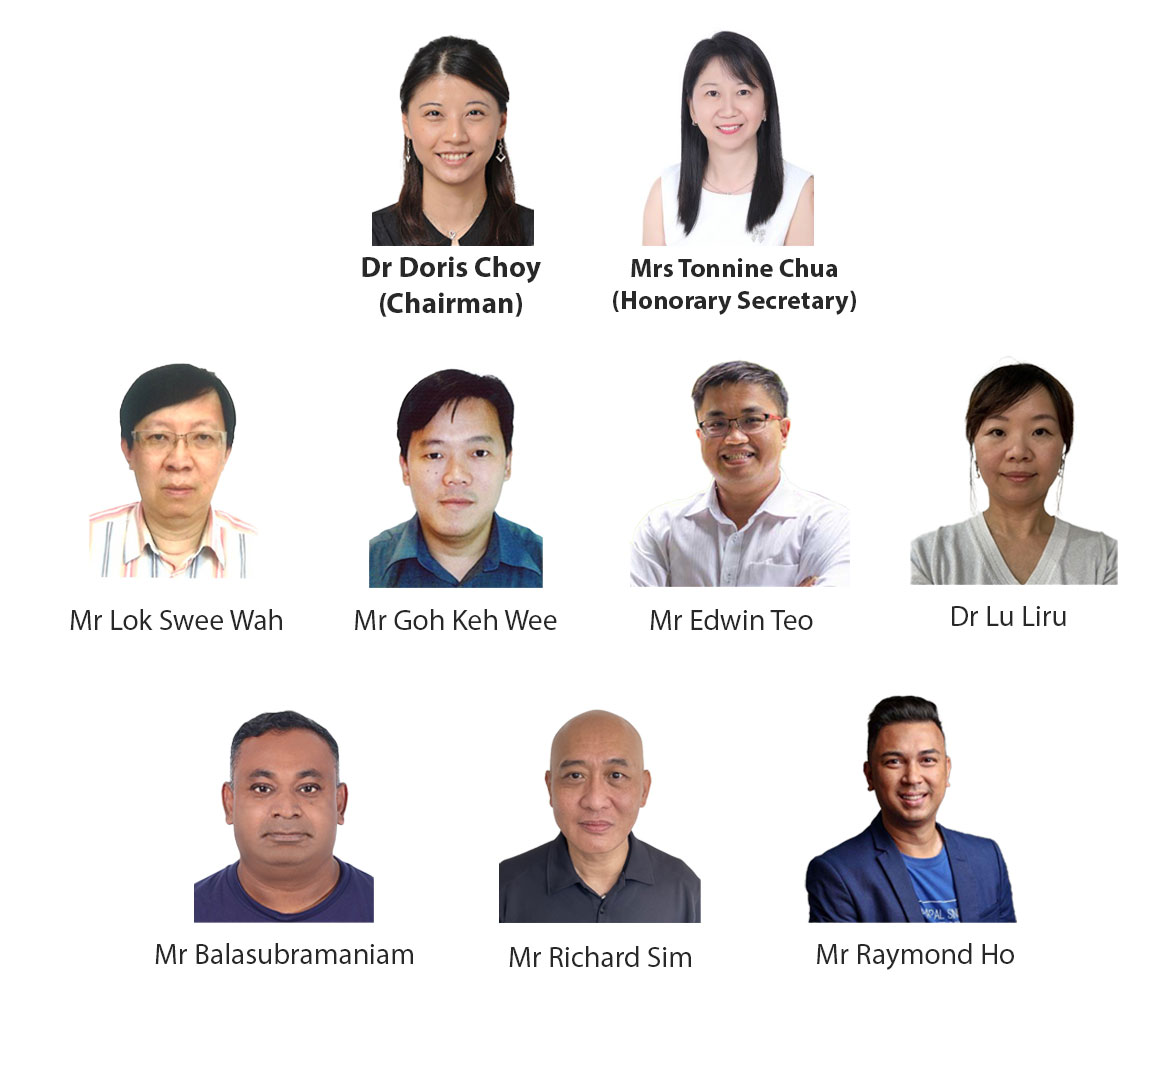 Dr Doris Choy
(Chairman)
Mrs Tonnine Chua
(Honorary Secretary)
Mr Lok Swee Wah
Mr Goh Keh Wee
Mr Edwin Teo
Dr Lu Liru
Mr Balasubramaniam
Mr Richard Sim
Mr Raymond Ho